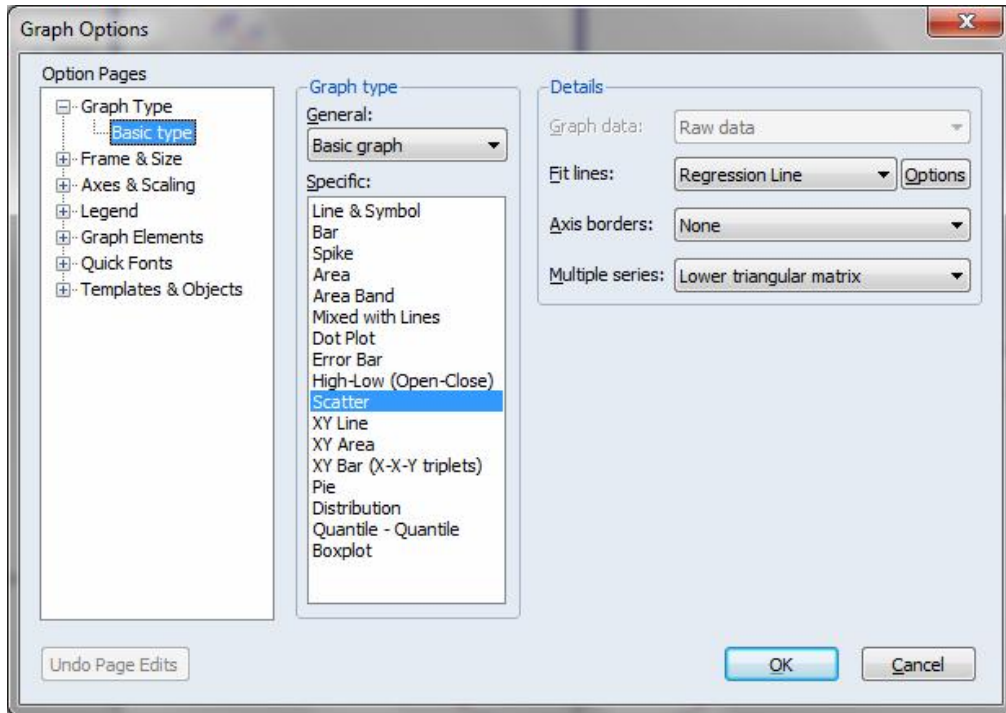 Graph Options
Option Pages
Graph Type
Basic type
Frame & Size
Axes & Scaling
Legend
Graph Elements
Quick Fonts
Templates & Objects
Graph type
General:
Basic graph
Specific:
Line & Symbol
Bar
Spike
Area
Area Band
Mixed with Lines
Dot Plot
Error Bar
High-Low (Open-Close)
Scatter
XY Line
XY Area
XY Bar (X-X-Y triplets)
Pie
Distribution
Quantile - Quantile
Boxplot
Details
Graph data: Raw data
Fit lines: Regression Line Options
Axis borders: None
Multiple series: Lower triangular matrix
Undo Page Edits
OK
Cancel